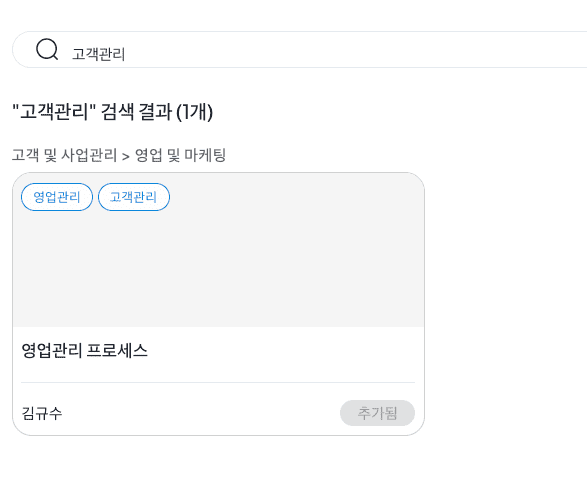 고객관리
"고객관리" 검색 결과 (1개)
고객 및 사업관리 > 영업 및 마케팅
영업관리 고객관리
영업관리 프로세스
김규수 추가됨